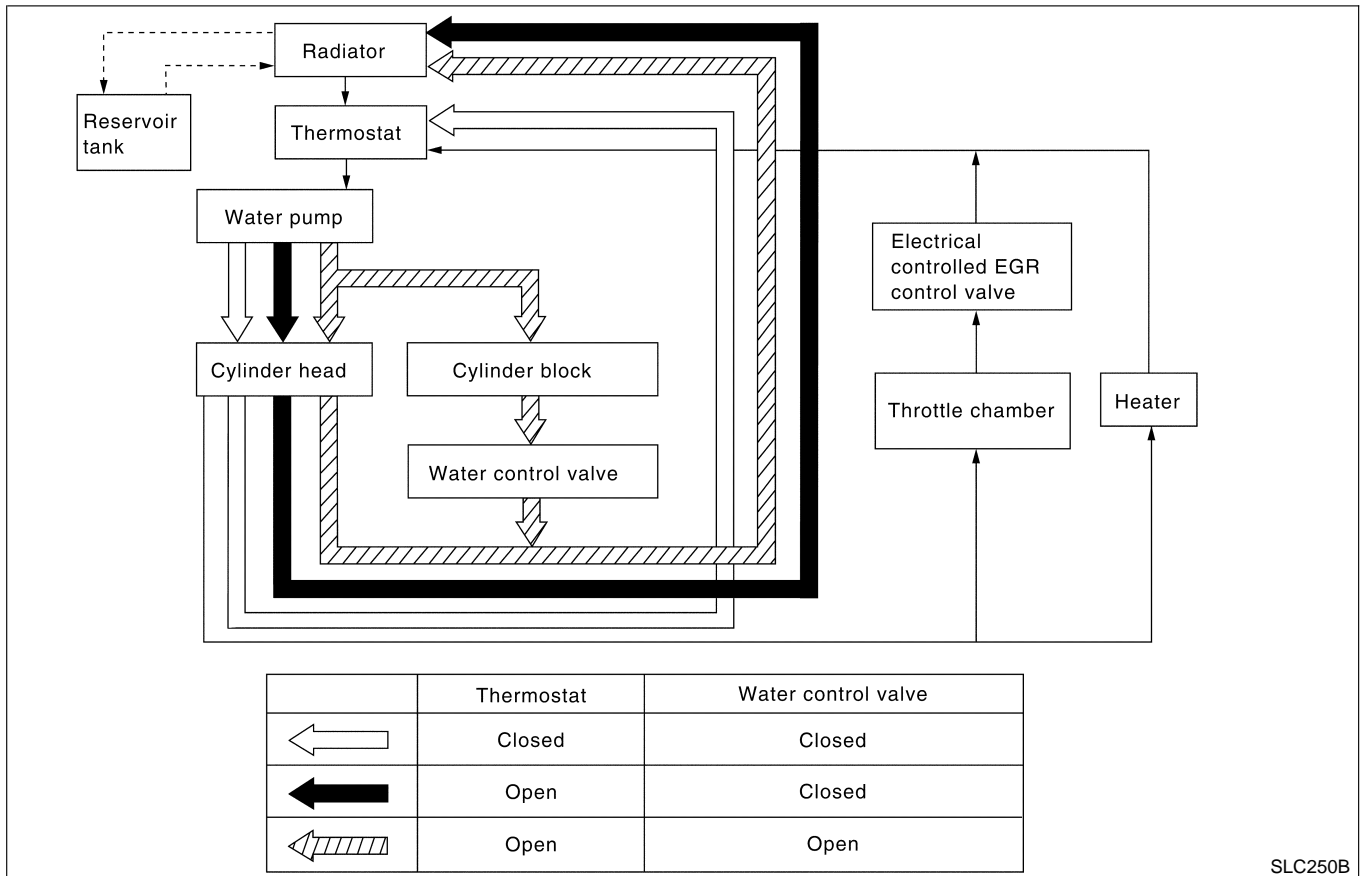 Radiator
Reservoir
tank
Thermostat
Water pump
Electrical
controlled EGR
control valve
Cylinder head
Cylinder block
Throttle chamber
Heater
Water control valve
Thermostat Water control valve
Closed Closed
Open Closed
Open Open
SLC250B